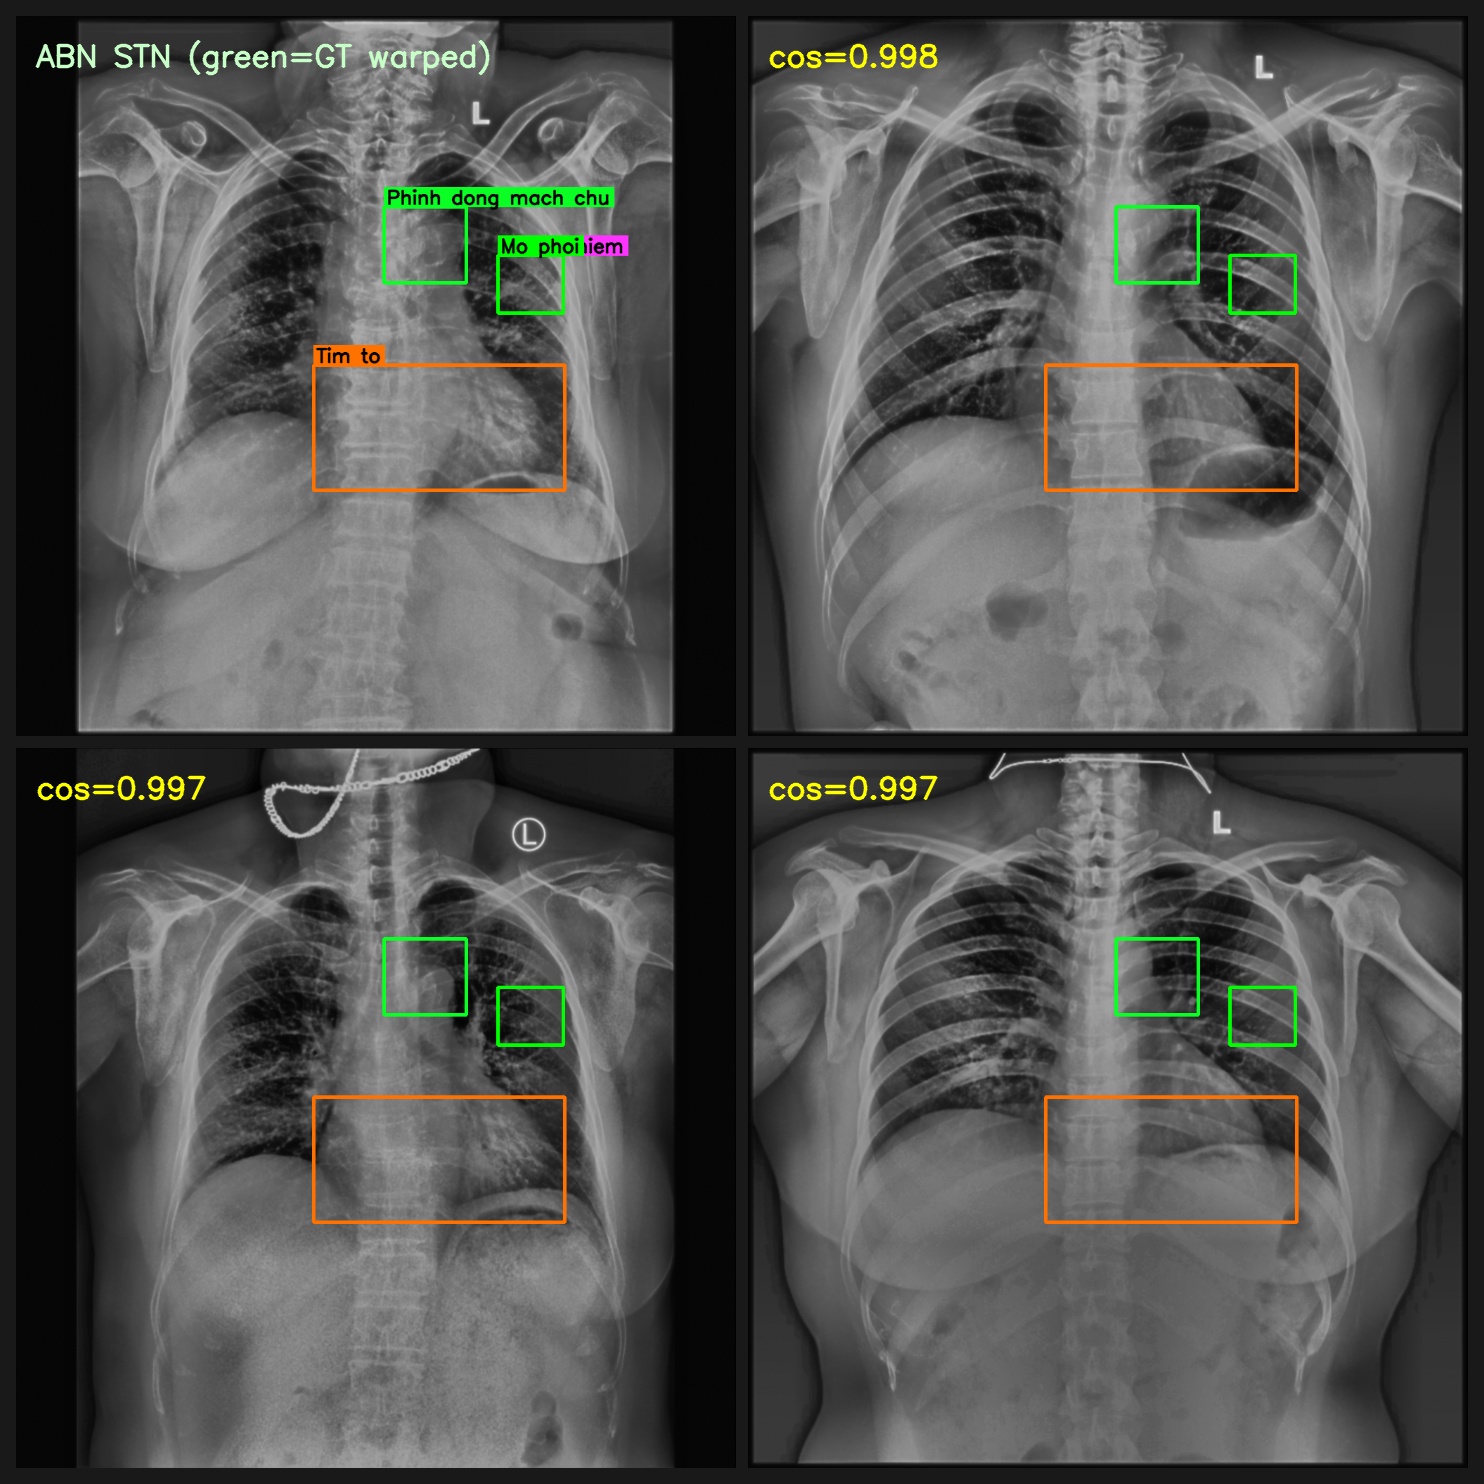 ABN STN (green=GT warped)
L
Phinh dong mach chu
Mo phoi
iem
Tim to
cos=0.998
L
cos=0.997
L
cos=0.997
L